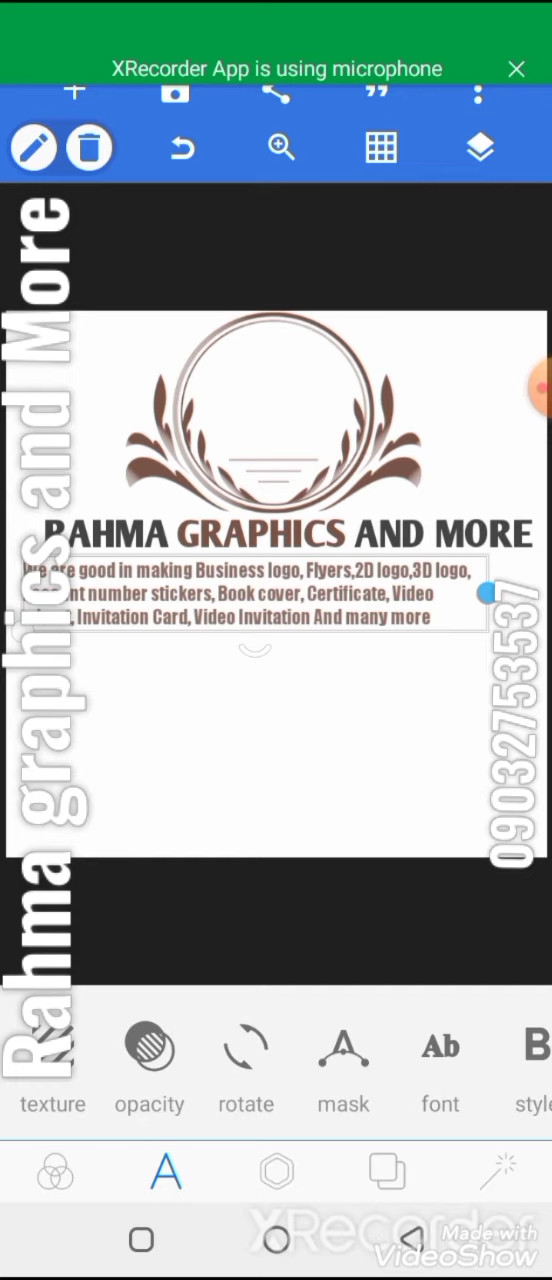 XRecorder App is using microphone
Rahma graphics and More
RAHMA GRAPHICS AND MORE
We are good in making Business logo, Flyers,2D logo,3D logo,
nt number stickers, Book cover, Certificate, Video
, Invitation Card, Video Invitation And many more
09032753537
texture
opacity
rotate
mask
Ab
font
B
style
A
XRecorder
Made with
VideoShow